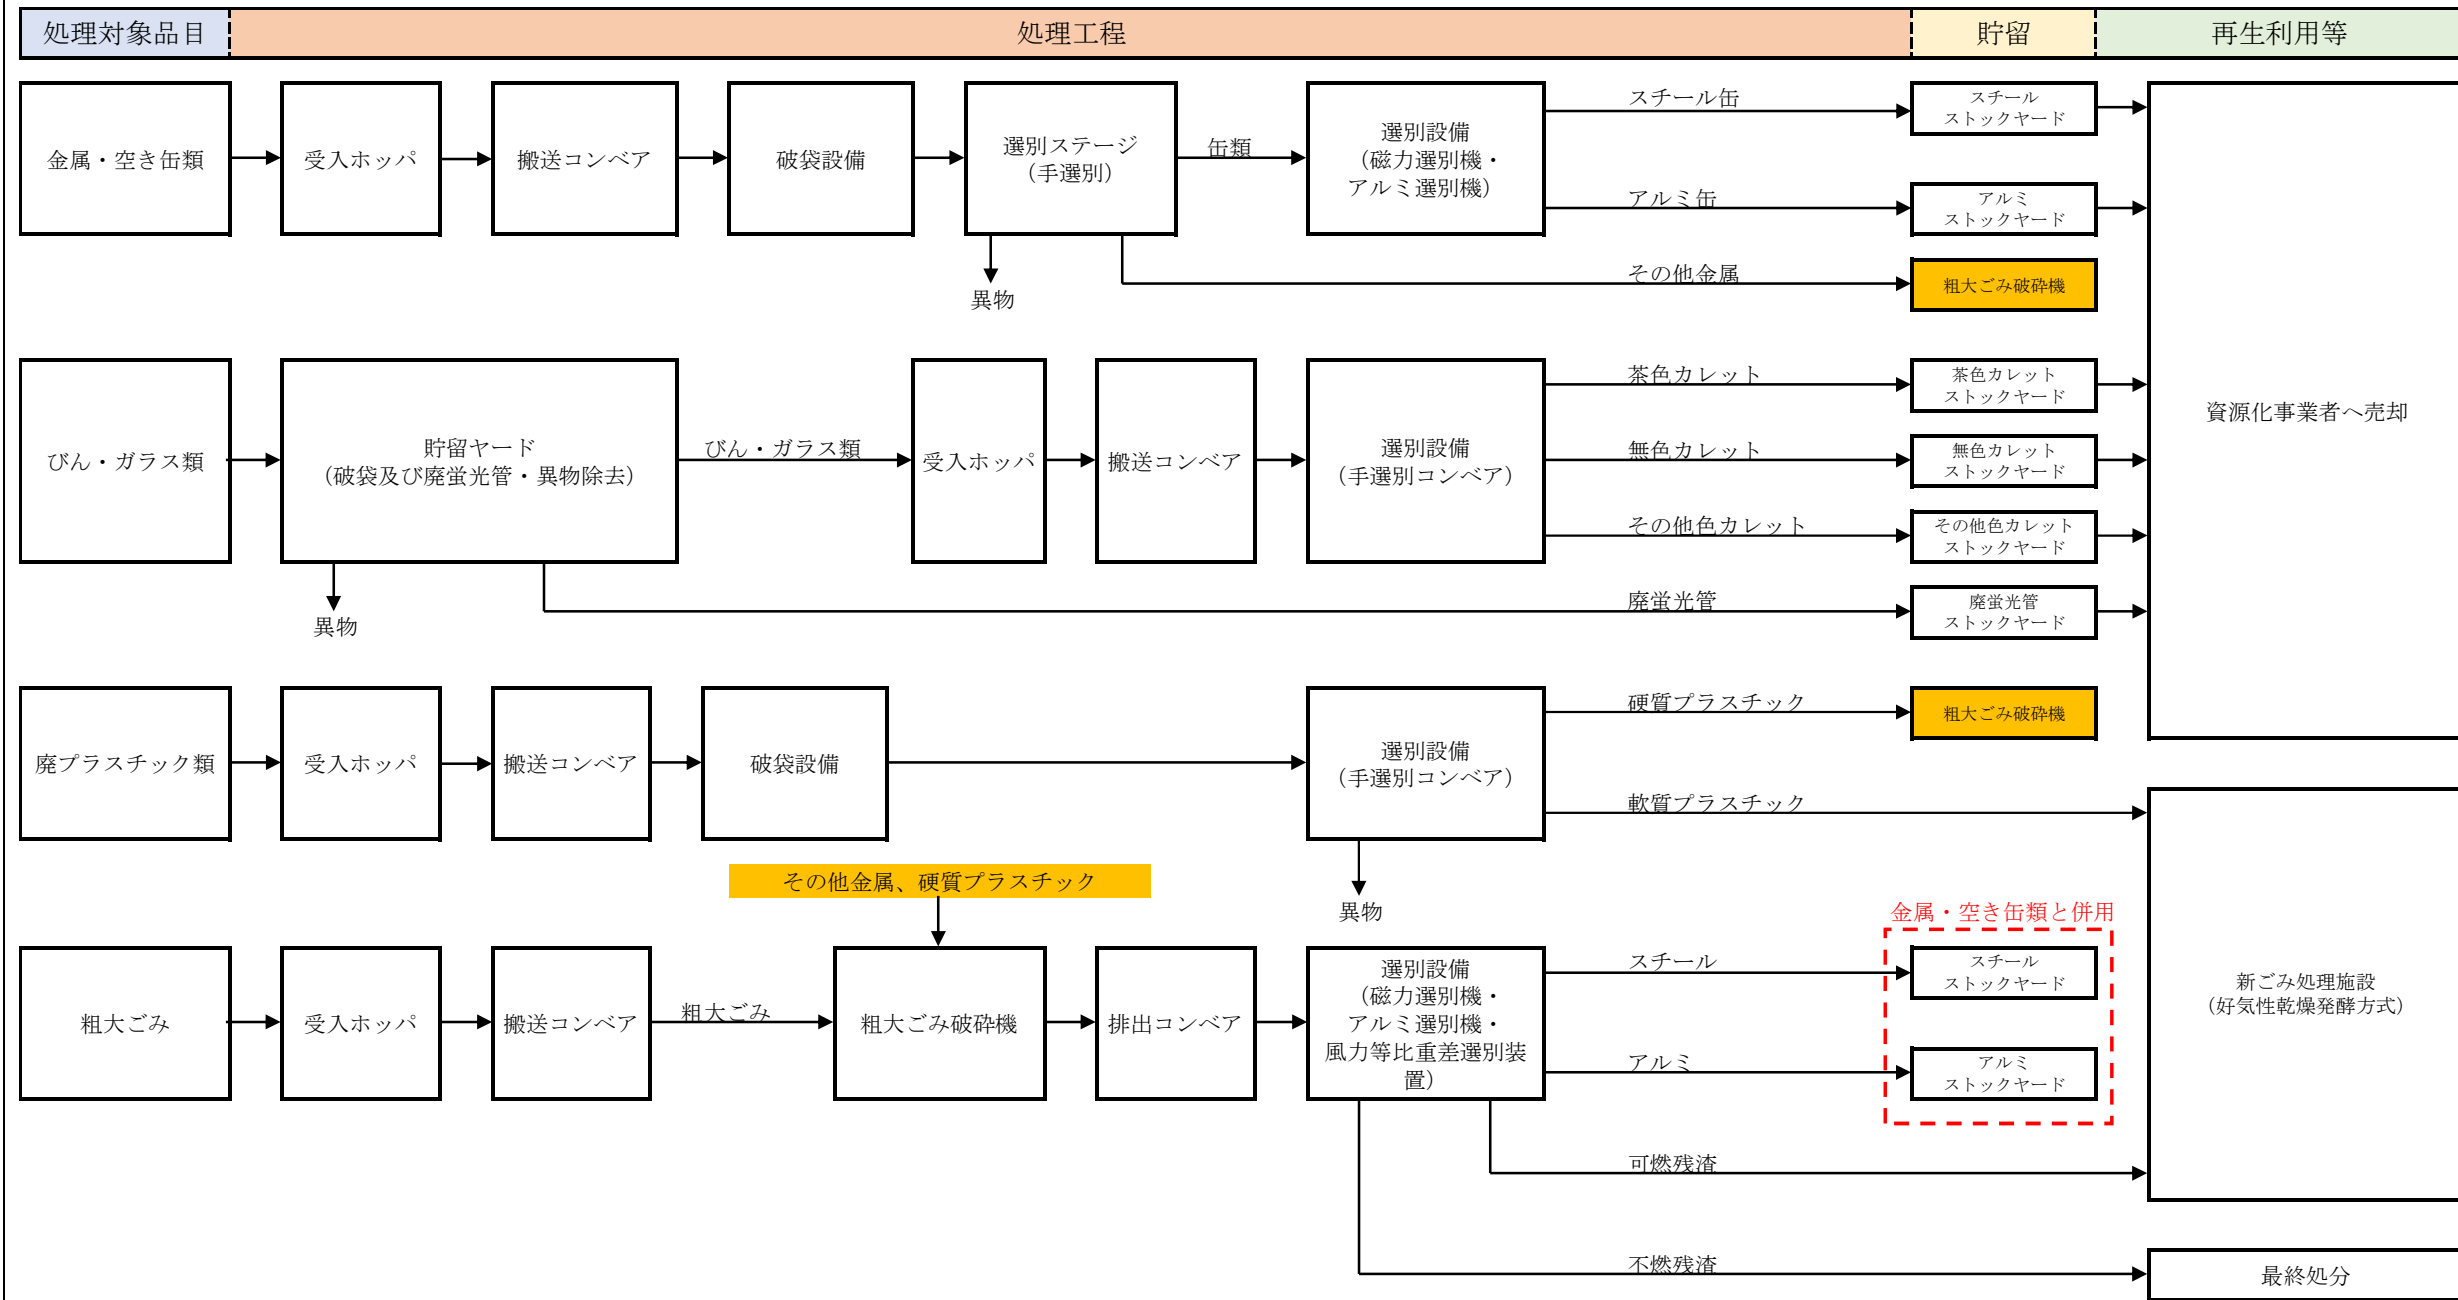 処理対象品目
処理工程
貯留
再生利用等
金属・空き缶類
受入ホッパ
搬送コンベア
破袋設備
選別ステージ
（手選別）
缶類
選別設備
（磁力選別機・
アルミ選別機）
スチール缶
スチール
ストックヤード
アルミ缶
アルミ
ストックヤード
その他金属
粗大ごみ破砕機
異物
資源化事業者へ売却
びん・ガラス類
貯留ヤード
（破袋及び廃蛍光管・異物除去）
びん・ガラス類
受入ホッパ
搬送コンベア
選別設備
（手選別コンベア）
茶色カレット
茶色カレット
ストックヤード
無色カレット
無色カレット
ストックヤード
その他色カレット
その他色カレット
ストックヤード
廃蛍光管
廃蛍光管
ストックヤード
異物
廃プラスチック類
受入ホッパ
搬送コンベア
破袋設備
選別設備
（手選別コンベア）
硬質プラスチック
粗大ごみ破砕機
軟質プラスチック
異物
その他金属、硬質プラスチック
金属・空き缶類と併用
粗大ごみ
受入ホッパ
搬送コンベア
粗大ごみ
粗大ごみ破砕機
排出コンベア
選別設備
（磁力選別機・
アルミ選別機・
風力等比重差選別装
置）
スチール
スチール
ストックヤード
アルミ
アルミ
ストックヤード
新ごみ処理施設
（好気性乾燥発酵方式）
可燃残渣
不燃残渣
最終処分